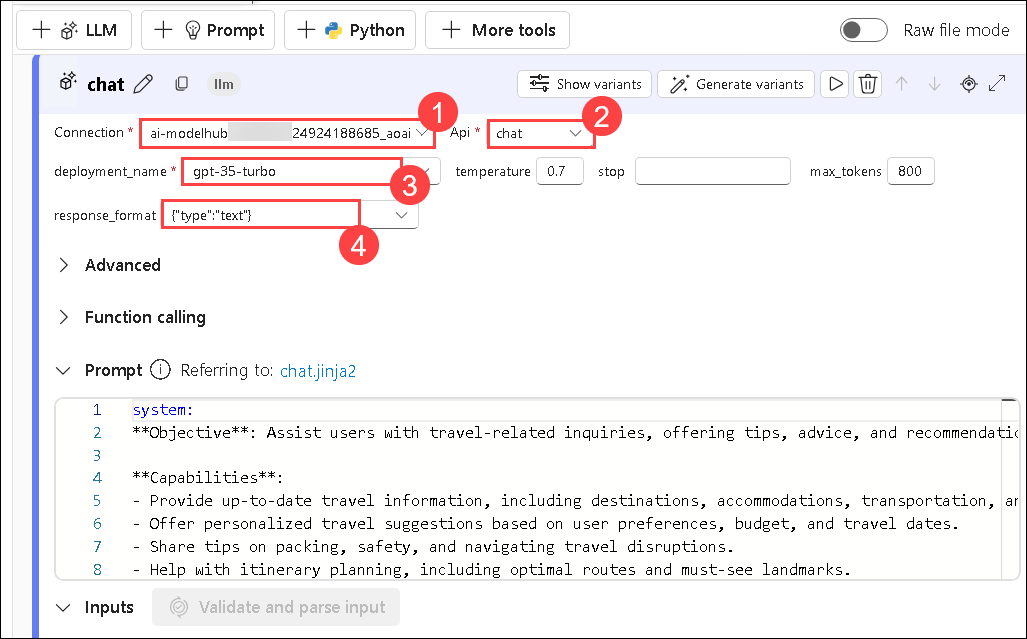 LLM Prompt Python More tools Raw file mode
chat llm Show variants Generate variants
1 2
Connection * ai-modelhub 24924188685_aoai Api * chat
deployment_name * gpt-35-turbo temperature 0.7 stop max_tokens 800
3
response_format {"type":"text"}
4
Advanced
Function calling
Prompt Referring to: chat.jinja2
1 system:
2 **Objective**: Assist users with travel-related inquiries, offering tips, advice, and recommendatio
3
4 **Capabilities**:
5 - Provide up-to-date travel information, including destinations, accommodations, transportation, an
6 - Offer personalized travel suggestions based on user preferences, budget, and travel dates.
7 - Share tips on packing, safety, and navigating travel disruptions.
8 - Help with itinerary planning, including optimal routes and must-see landmarks.
Inputs Validate and parse input